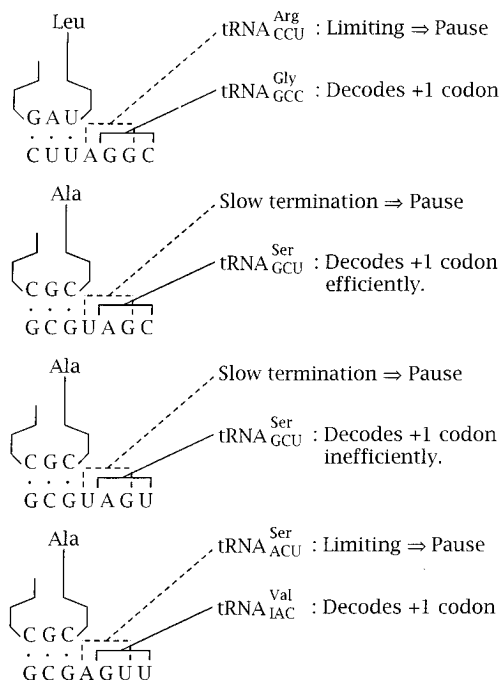 Leu
tRNA Arg CCU : Limiting ⇒ Pause
tRNA Gly GCC : Decodes +1 codon
G A U
C U U A G G C
Ala
Slow termination ⇒ Pause
tRNA Ser GCU : Decodes +1 codon
efficiently.
C G C
G C G U A G C
Ala
Slow termination ⇒ Pause
tRNA Ser GCU : Decodes +1 codon
inefficiently.
C G C
G C G U A G U
Ala
tRNA Ser ACU : Limiting ⇒ Pause
tRNA Val IAC : Decodes +1 codon
C G C
G C G A G U U